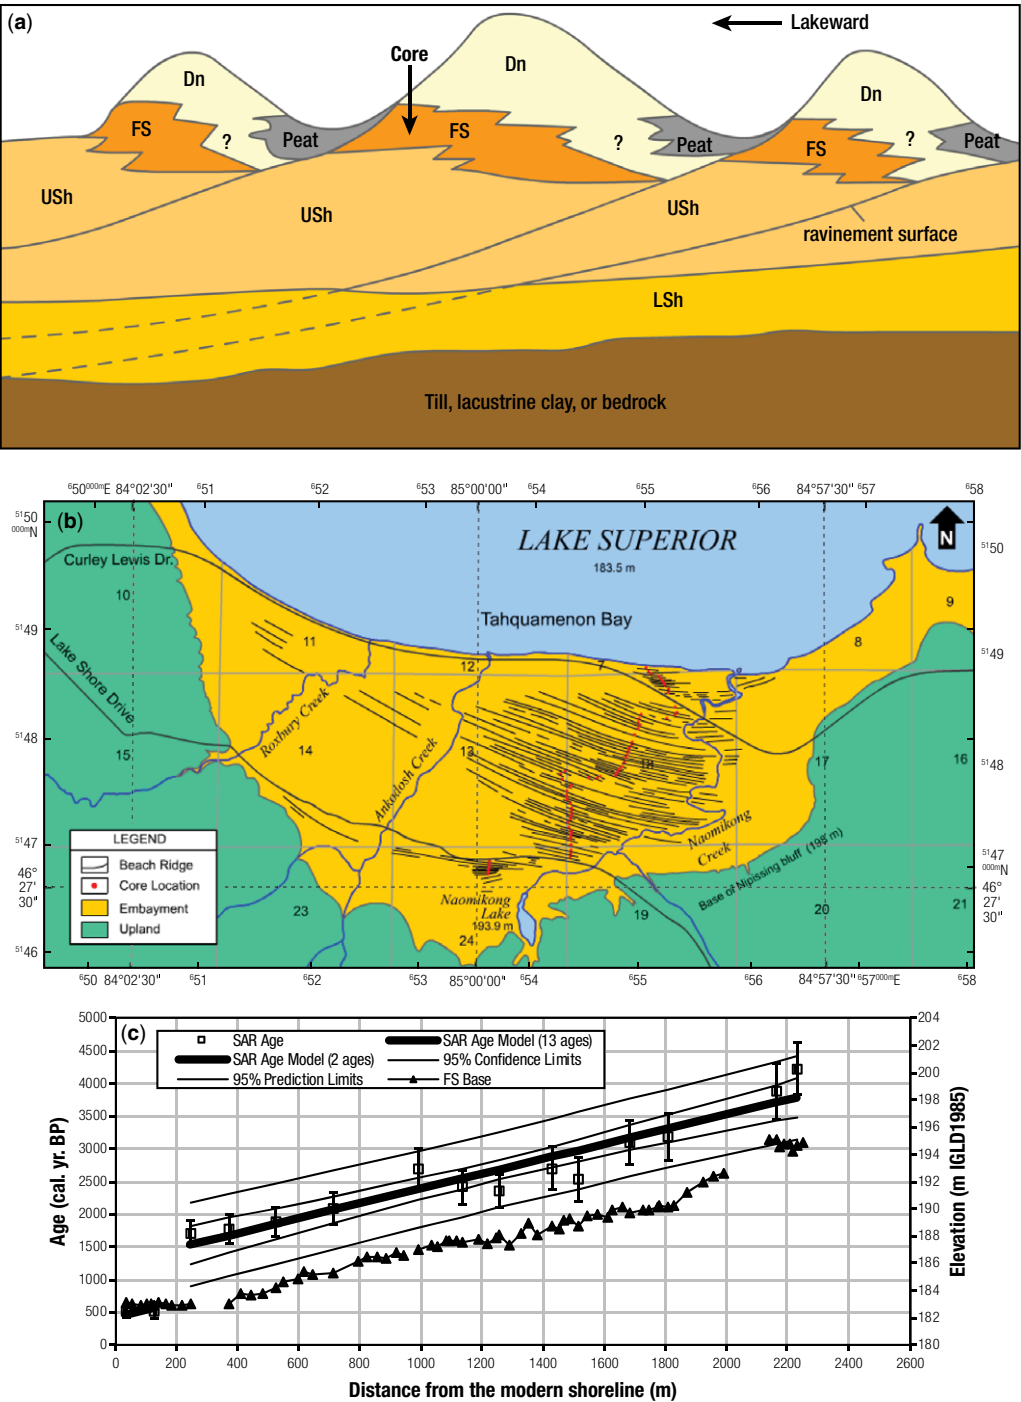 (a)
Lakeward
Core
Dn
Dn
Dn
FS
?
Peat
FS
?
Peat
FS
?
Peat
USh
USh
USh
ravinement surface
LSh
Till, lacustrine clay, or bedrock
⁶50⁰⁰⁰ᵐE 84°02'30" ⁶51 ⁶52 ⁶53 85°00'00" ⁶54 ⁶55 ⁶56 84°57'30" ⁶57 ⁶58
(b)
⁵¹50
⁰⁰⁰ᵐN
LAKE SUPERIOR
183.5 m
N
⁵¹50
Curley Lewis Dr.
10
Tahquamenon Bay
9
⁵¹49
11
8
⁵¹49
12
7
Lake Shore Drive
Roxbury Creek
⁵¹48
15
14
Ankodosh Creek
13
18
17
16
⁵¹48
LEGEND
Beach Ridge
Core Location
Embayment
Upland
⁵¹47
46°
27'
30"
Naomikong
Creek
Base of Nipissing bluff (198 m)
⁵¹47
⁰⁰⁰ᵐN
46°
27'
30"
23
Naomikong
Lake
193.9 m
24
19
20
21
⁵¹46
⁶50 84°02'30" ⁶51 ⁶52 ⁶53 85°00'00" ⁶54 ⁶55 ⁶56 84°57'30" ⁶57⁰⁰⁰ᵐE ⁶58
(c)
SAR Age
SAR Age Model (13 ages)
SAR Age Model (2 ages)
95% Confidence Limits
95% Prediction Limits
FS Base
Age (cal. yr. BP)
5000
4500
4000
3500
3000
2500
2000
1500
1000
500
0
204
202
200
198
196
194
192
190
188
186
184
182
180
Elevation (m IGLD1985)
0 200 400 600 800 1000 1200 1400 1600 1800 2000 2200 2400 2600
Distance from the modern shoreline (m)